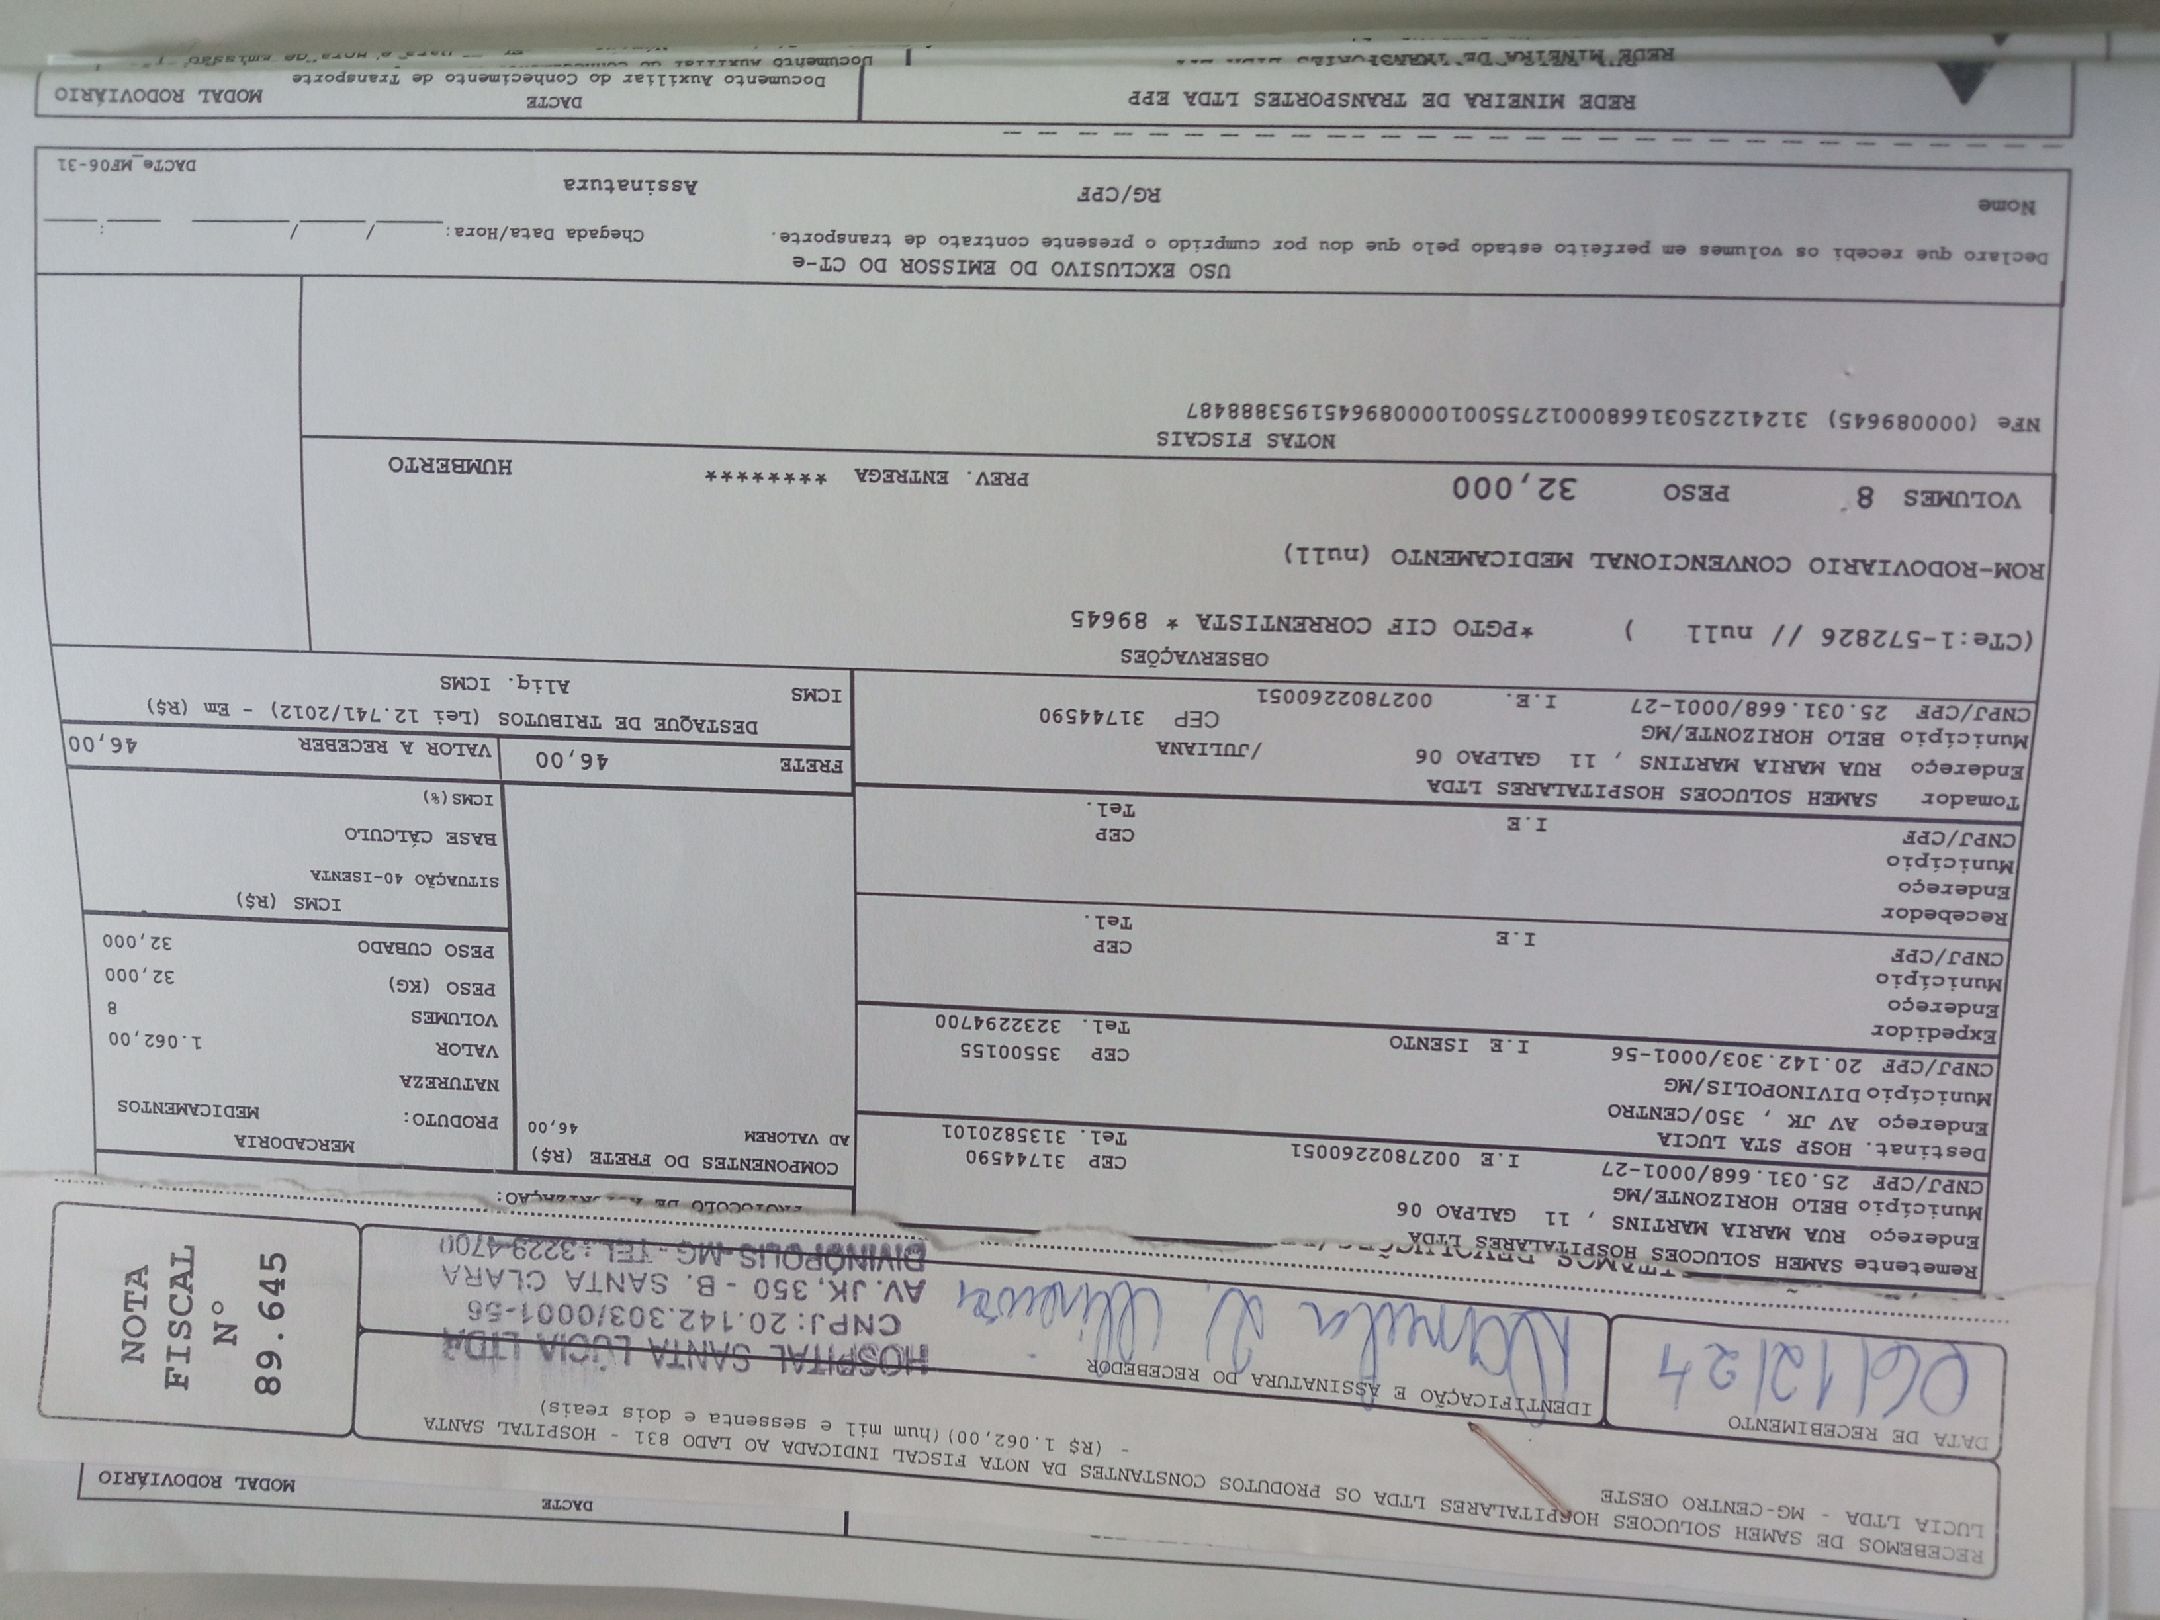 DACTE
MODAL RODOVIÁRIO
RECEBEMOS DE SAMEH SOLUCOES HOSPITALARES LTDA OS PRODUTOS CONSTANTES DA NOTA FISCAL INDICADA AO LADO 831 - HOSPITAL SANTA
LUCIA LTDA - MG-CENTRO OESTE - (R$ 1.062,00)(hum mil e sessenta e dois reais)
DATA DE RECEBIMENTO
06/12/24
IDENTIFICAÇÃO E ASSINATURA DO RECEBEDOR
HOSPITAL SANTA LÚCIA LTDA
CNPJ: 20.142.303/0001-56
AV. JK, 350 - B. SANTA CLARA
DIVINÓPOLIS-MG - TEL.: 3229-4700
NOTA
FISCAL
Nº
89.645
Remetente SAMEH SOLUCOES HOSPITALARES LTDA
Endereço RUA MARIA MARTINS , 11 GALPAO 06
Município BELO HORIZONTE/MG
CEP 31744590
CNPJ/CPF 25.031.668/0001-27 I.E 0027802260051
Tel. 3135820101
Destinat. HOSP STA LUCIA
Endereço AV JK , 350/CENTRO
Município DIVINOPOLIS/MG
CEP 35500155
CNPJ/CPF 20.142.303/0001-56 I.E ISENTO
Tel. 3232294700
Expedidor
Endereço
Município
CEP
CNPJ/CPF I.E
Tel.
Recebedor
Endereço
Município
CEP
CNPJ/CPF I.E
Tel.
Tomador SAMEH SOLUCOES HOSPITALARES LTDA
Endereço RUA MARIA MARTINS , 11 GALPAO 06 /JULIANA
Município BELO HORIZONTE/MG
CEP 31744590
CNPJ/CPF 25.031.668/0001-27 I.E. 0027802260051
COMPONENTES DO FRETE (R$)
AD VALOREM 46,00
MERCADORIA
PRODUTO: MEDICAMENTOS
NATUREZA
VALOR 1.062,00
VOLUMES 8
PESO (KG) 32,000
PESO CUBADO 32,000
ICMS (R$)
SITUAÇÃO 40-ISENTA
BASE CÁLCULO
ICMS(%)
FRETE 46,00
VALOR A RECEBER 46,00
DESTAQUE DE TRIBUTOS (Lei 12.741/2012) - Em (R$)
ICMS Aliq. ICMS
OBSERVAÇÕES
(CTe:1-572826 // null ) *PGTO CIF CORRENTISTA * 89645
ROM-RODOVIARIO CONVENCIONAL MEDICAMENTO (null)
VOLUMES 8 PESO 32,000 PREV. ENTREGA ******** HUMBERTO
NOTAS FISCAIS
NFe (000089645) 31241225031668000127550010000896451953888487
USO EXCLUSIVO DO EMISSOR DO CT-e
Declaro que recebi os volumes em perfeito estado pelo que dou por cumprido o presente contrato de transporte.
Chegada Data/Hora: / / :
Nome
RG/CPF
Assinatura
DACTe_MF06-31
REDE MINEIRA DE TRANSPORTES LTDA EPP
DACTE
Documento Auxiliar do Conhecimento de Transporte
MODAL RODOVIÁRIO
REDE MINEIRA DE TRANSPORTES